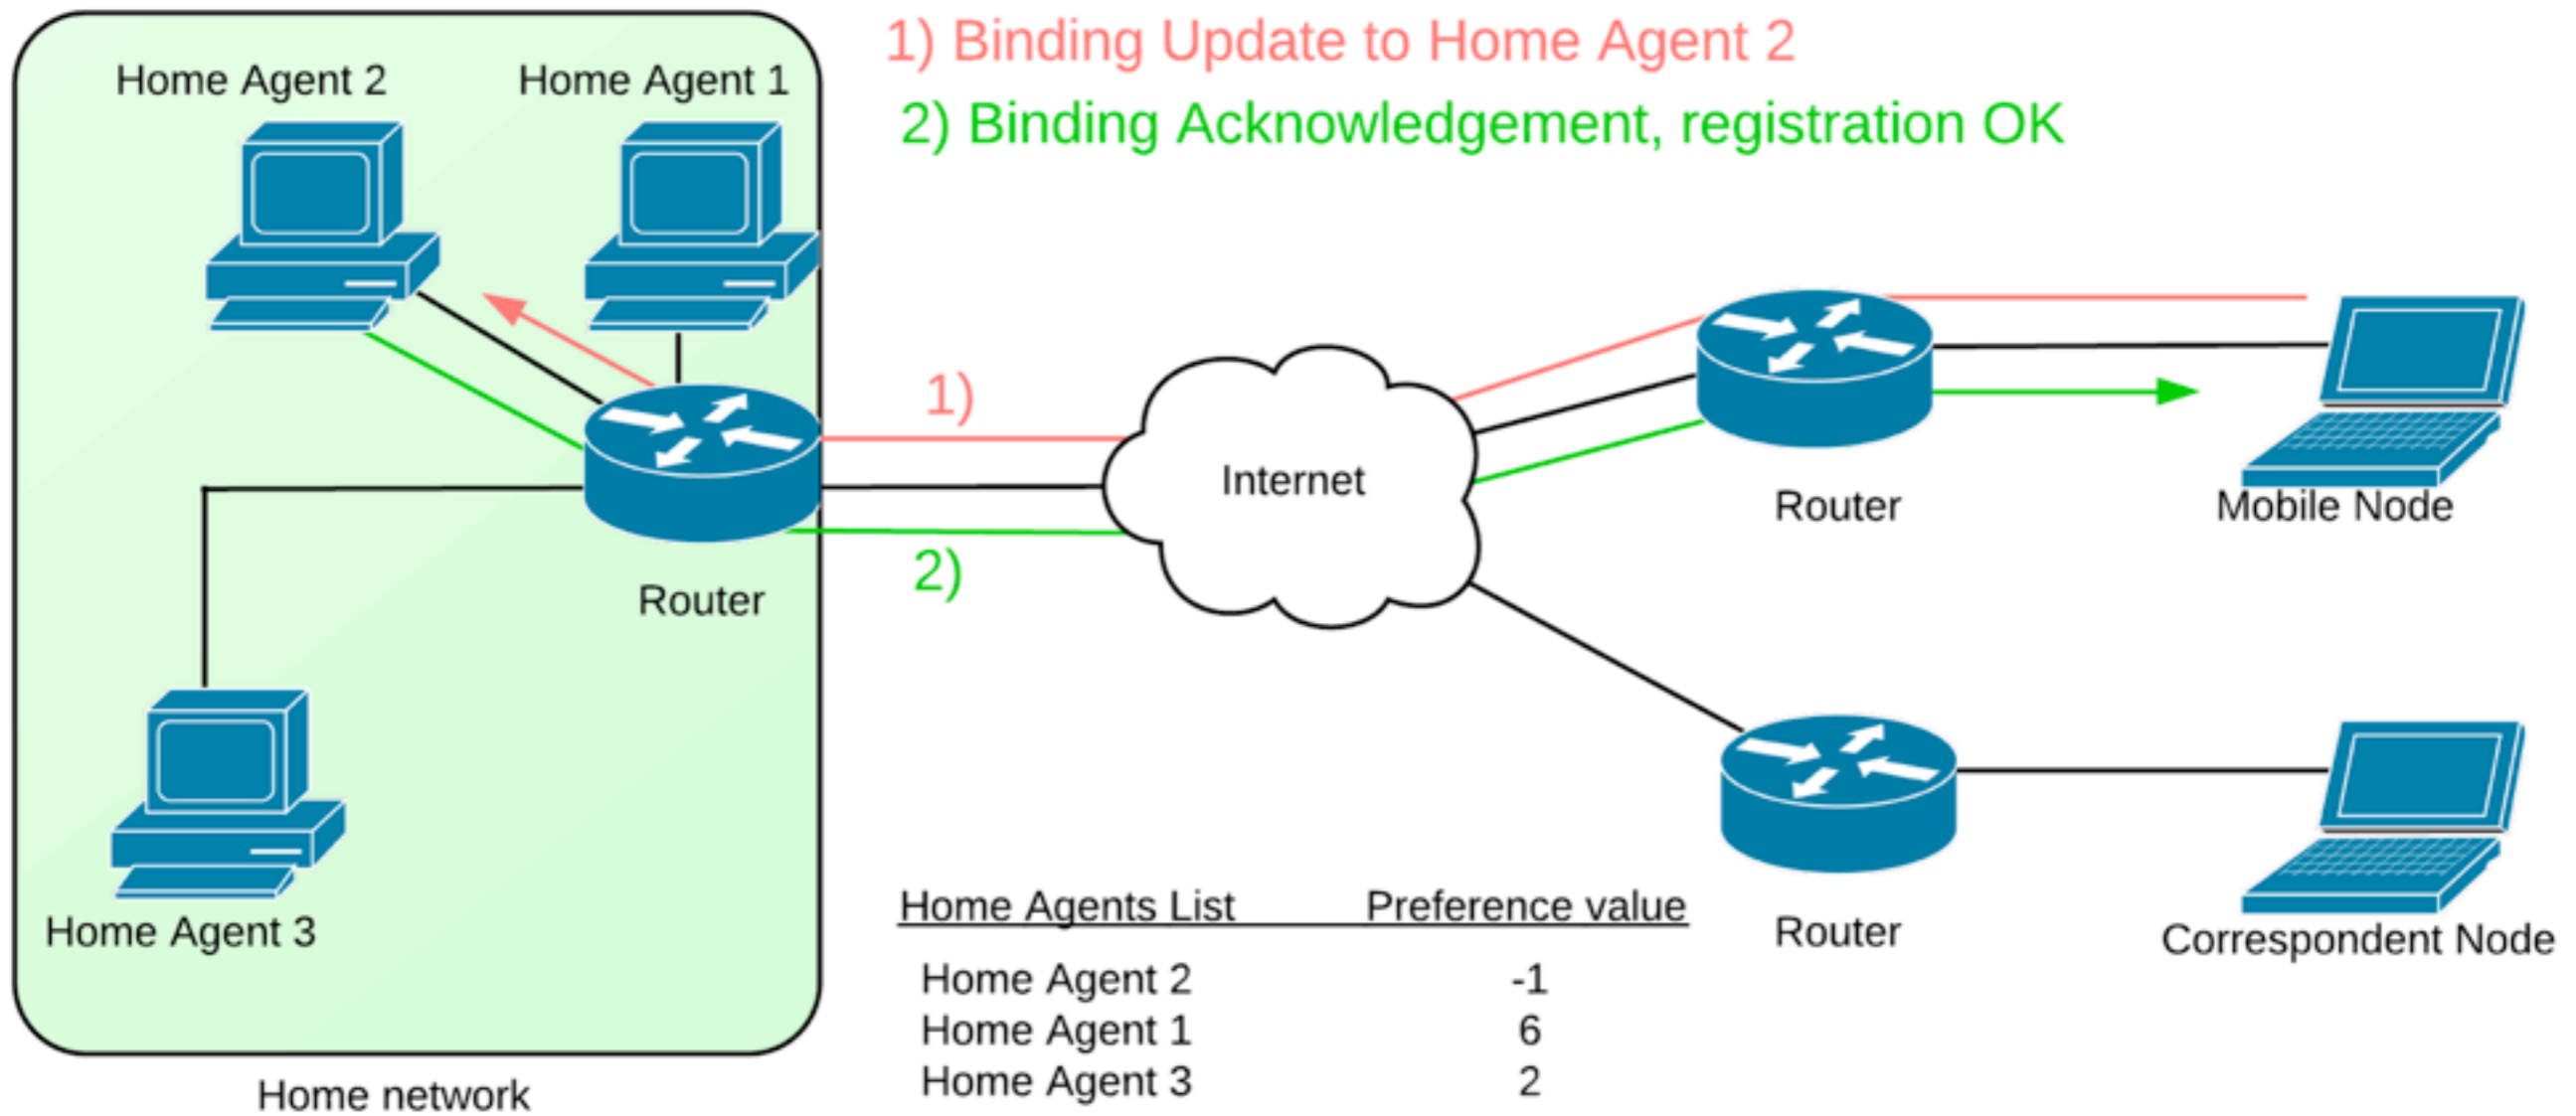 1) Binding Update to Home Agent 2
2) Binding Acknowledgement, registration OK
Home Agent 2
Home Agent 1
1)
Internet
2)
Router
Router
Mobile Node
Home Agent 3
Router
Correspondent Node
Home Agents List Preference value
Home Agent 2 -1
Home Agent 1 6
Home Agent 3 2
Home network